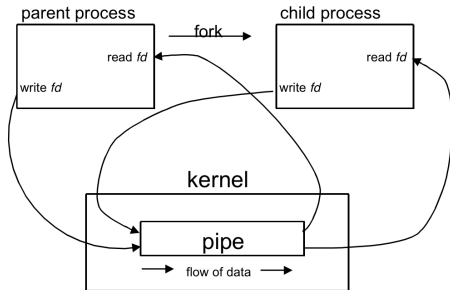 parent process
child process
fork
read fd
read fd
write fd
write fd
kernel
pipe
flow of data